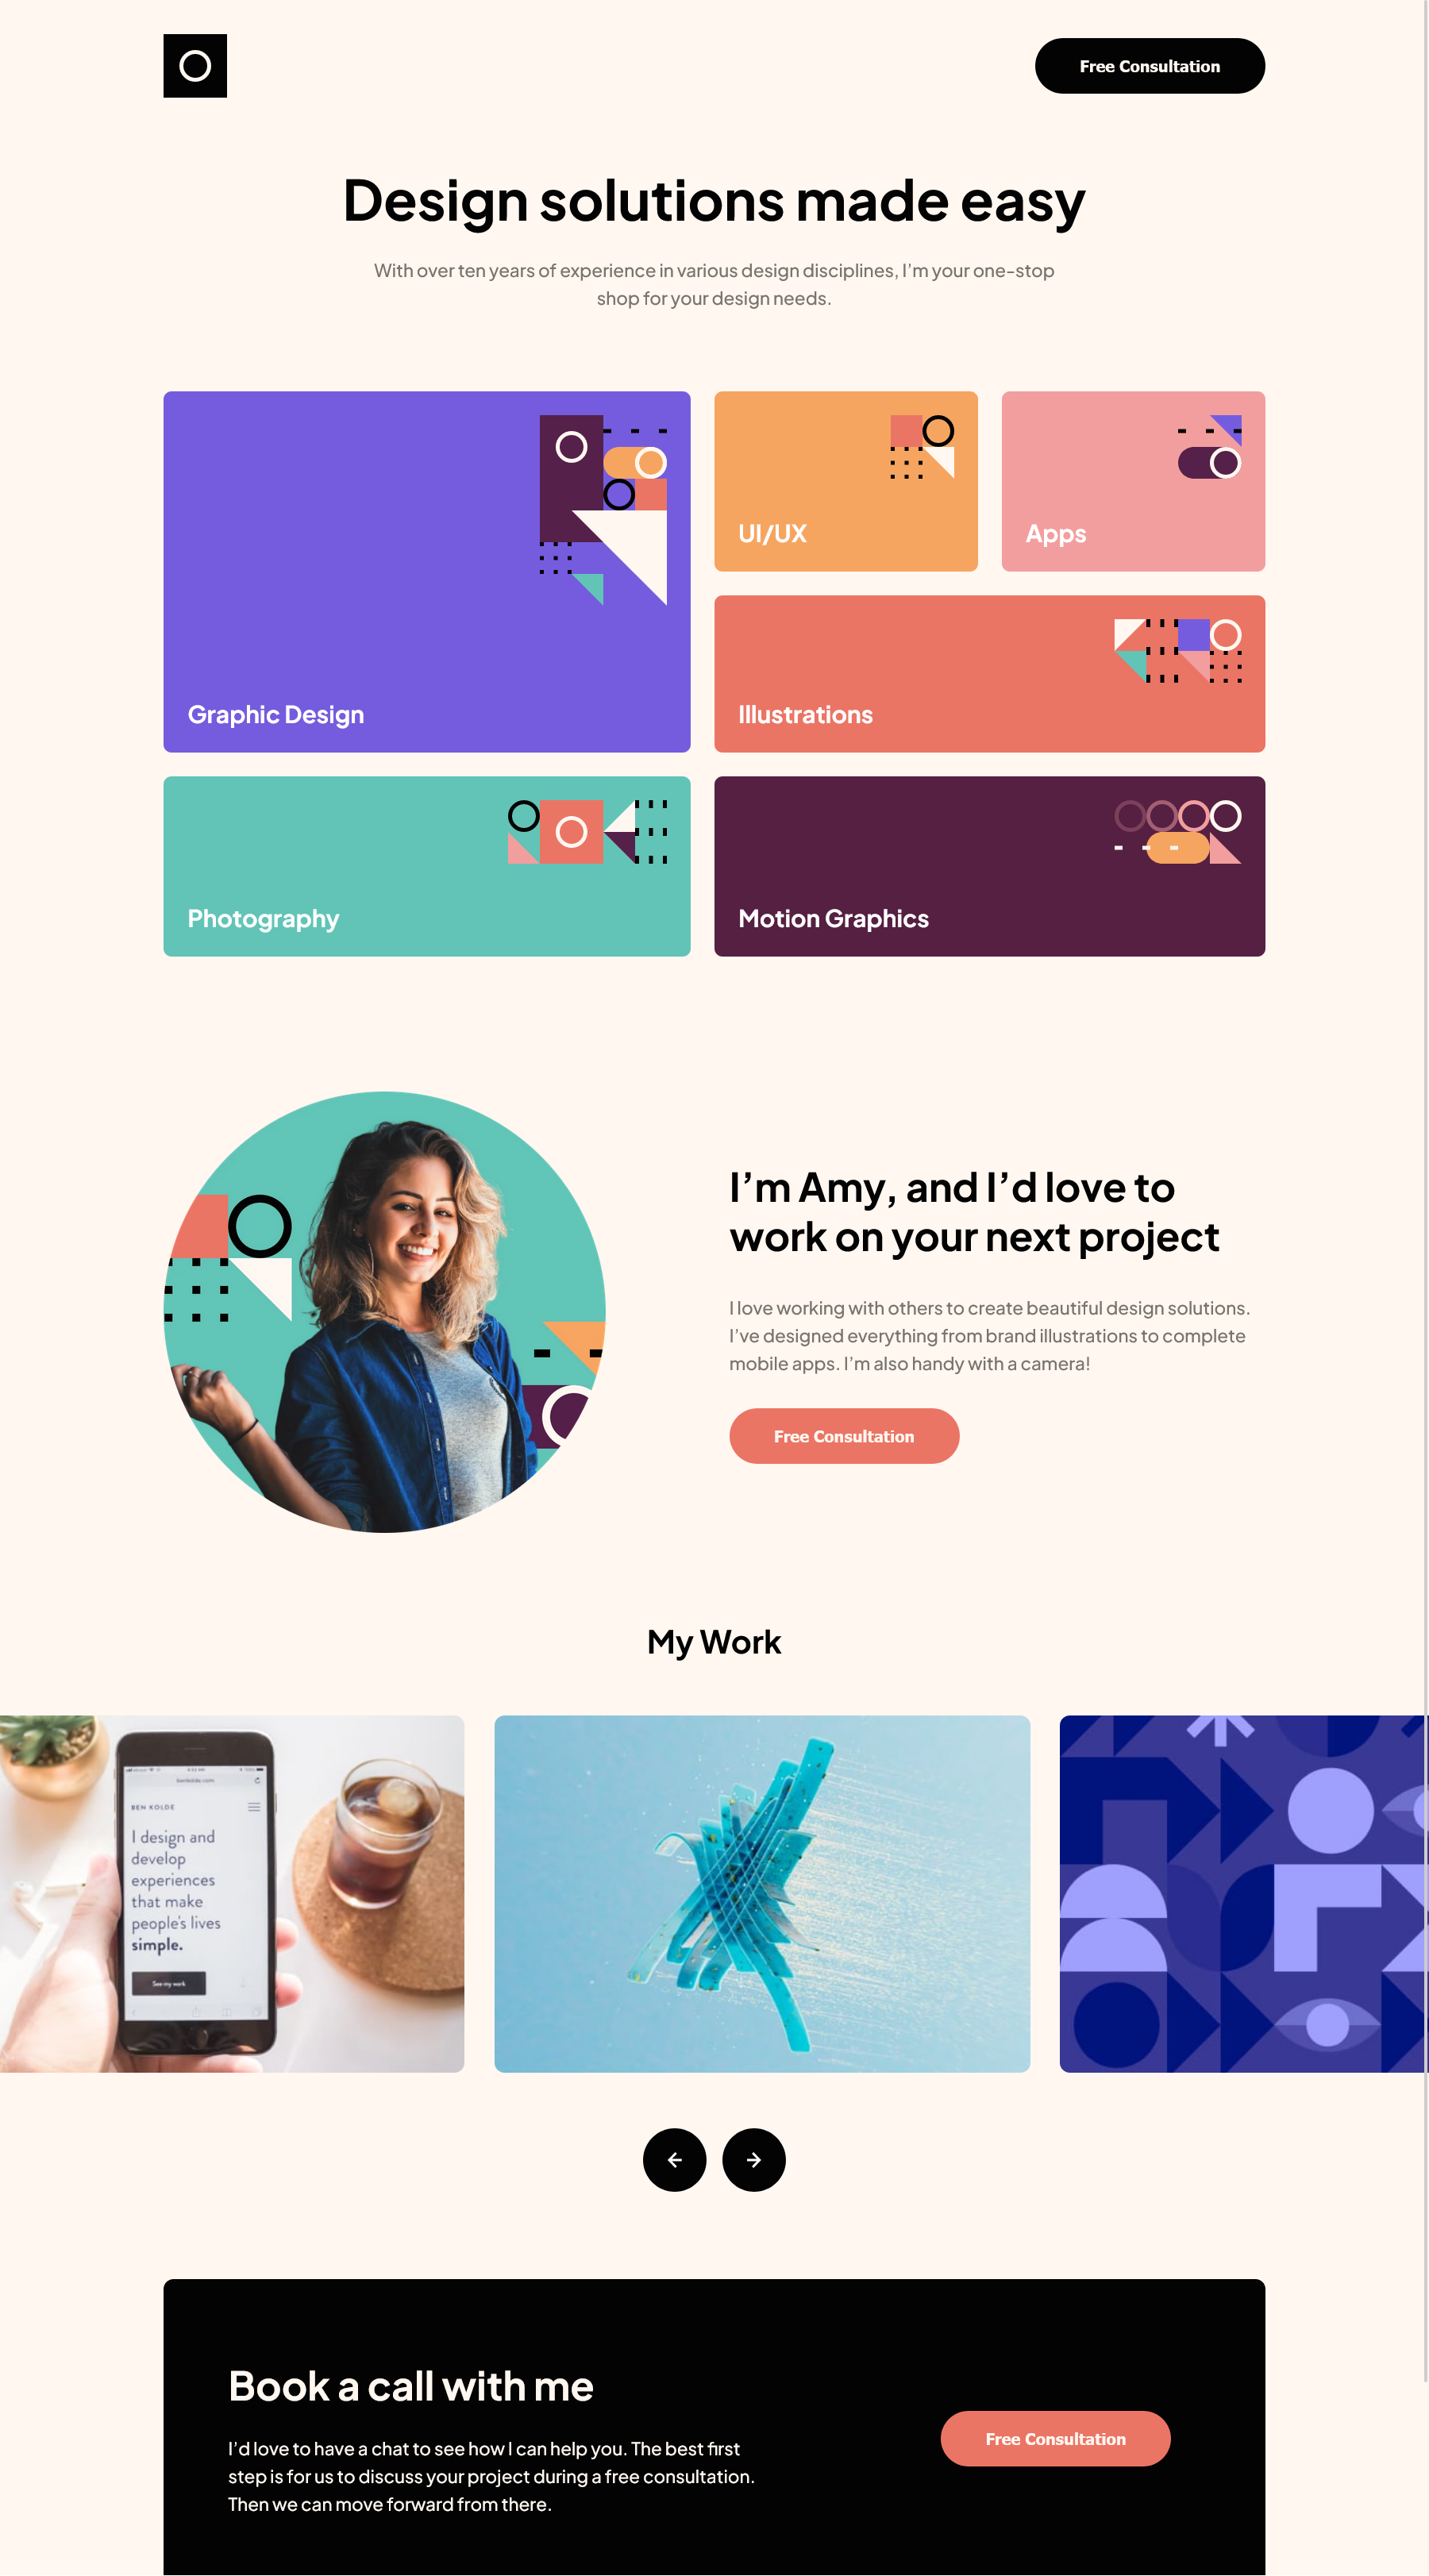 Free Consultation
Design solutions made easy
With over ten years of experience in various design disciplines, I’m your one-stop
shop for your design needs.
UI/UX
Apps
Graphic Design
Illustrations
Photography
Motion Graphics
I’m Amy, and I’d love to
work on your next project
I love working with others to create beautiful design solutions.
I’ve designed everything from brand illustrations to complete
mobile apps. I’m also handy with a camera!
Free Consultation
My Work
benkolde.com
BEN KOLDE
I design and
develop
experiences
that make
people's lives
simple.
See my work
Book a call with me
I’d love to have a chat to see how I can help you. The best first
step is for us to discuss your project during a free consultation.
Then we can move forward from there.
Free Consultation